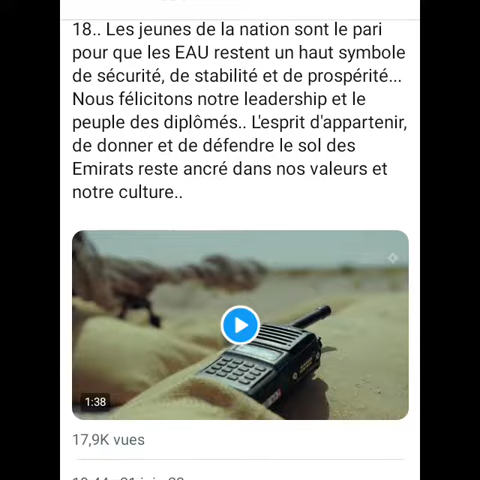 18.. Les jeunes de la nation sont le pari
pour que les EAU restent un haut symbole
de sécurité, de stabilité et de prospérité...
Nous félicitons notre leadership et le
peuple des diplômés.. L'esprit d'appartenir,
de donner et de défendre le sol des
Emirats reste ancré dans nos valeurs et
notre culture..
1:38
17,9K vues